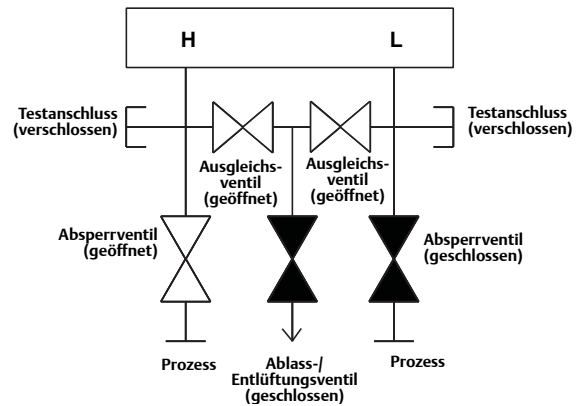 H
L
Testanschluss
(verschlossen)
Testanschluss
(verschlossen)
Ausgleichs-
ventil
(geöffnet)
Ausgleichs-
ventil
(geöffnet)
Absperrventil
(geöffnet)
Absperrventil
(geschlossen)
Prozess
Ablass-/
Entlüftungsventil
(geschlossen)
Prozess